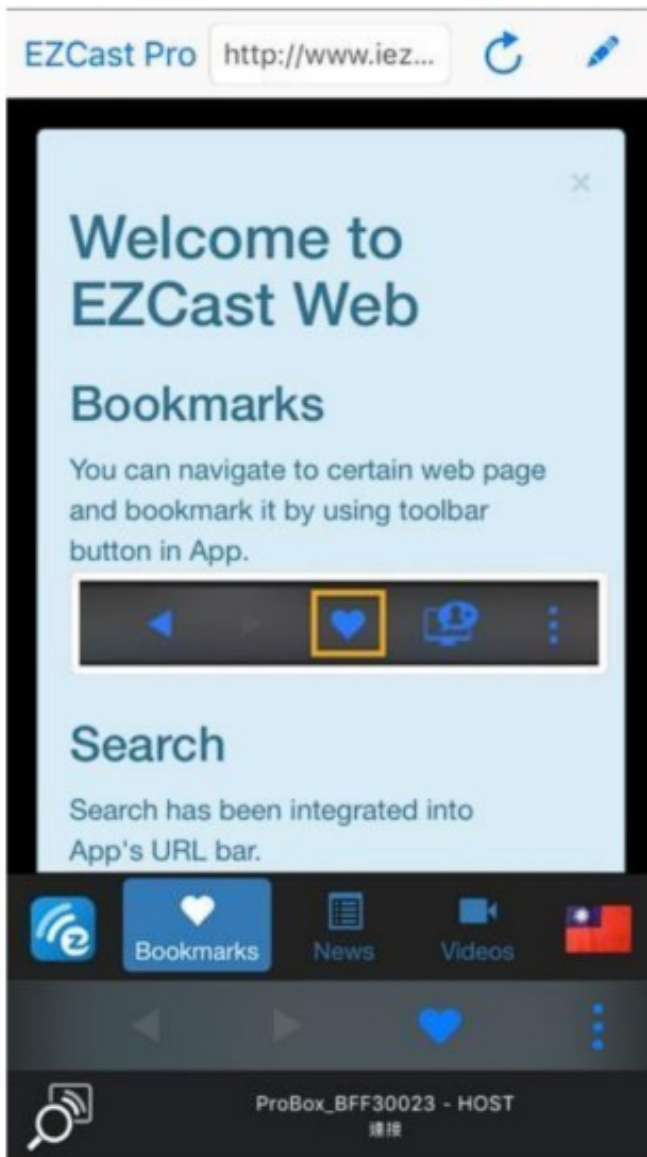 EZCast Pro http://www.iez...
×
Welcome to
EZCast Web
Bookmarks
You can navigate to certain web page
and bookmark it by using toolbar
button in App.
Search
Search has been integrated into
App's URL bar.
Bookmarks News Videos
ProBox_BFF30023 - HOST
連接